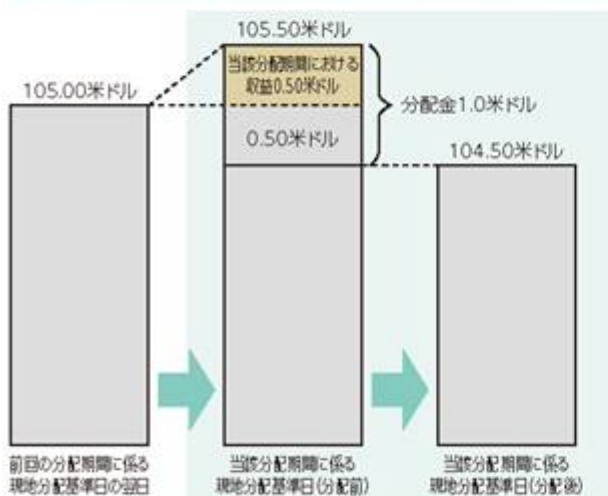 105.50米ドル
当該分配期間における
収益0.50米ドル
105.00米ドル
分配金1.0米ドル
0.50米ドル
104.50米ドル
前回の分配期間に係る
現地分配基準日の翌日
当該分配期間に係る
現地分配基準日(分配前)
当該分配期間に係る
現地分配基準日(分配後)